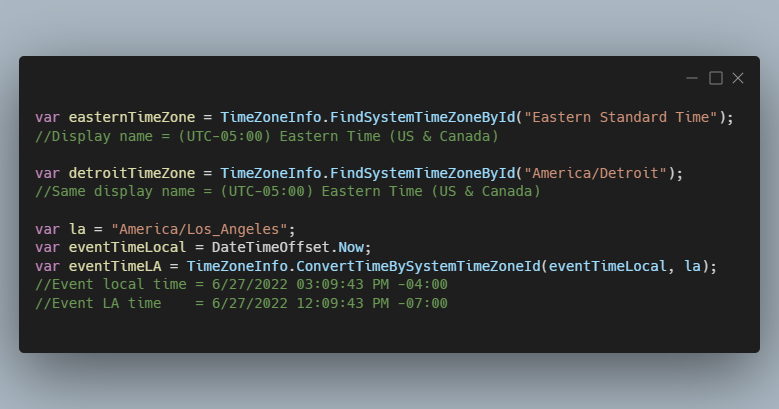 var easternTimeZone = TimeZoneInfo.FindSystemTimeZoneById("Eastern Standard Time");
//Display name = (UTC-05:00) Eastern Time (US & Canada)
var detroitTimeZone = TimeZoneInfo.FindSystemTimeZoneById("America/Detroit");
//Same display name = (UTC-05:00) Eastern Time (US & Canada)
var la = "America/Los_Angeles";
var eventTimeLocal = DateTimeOffset.Now;
var eventTimeLA = TimeZoneInfo.ConvertTimeBySystemTimeZoneId(eventTimeLocal, la);
//Event local time = 6/27/2022 03:09:43 PM -04:00
//Event LA time    = 6/27/2022 12:09:43 PM -07:00